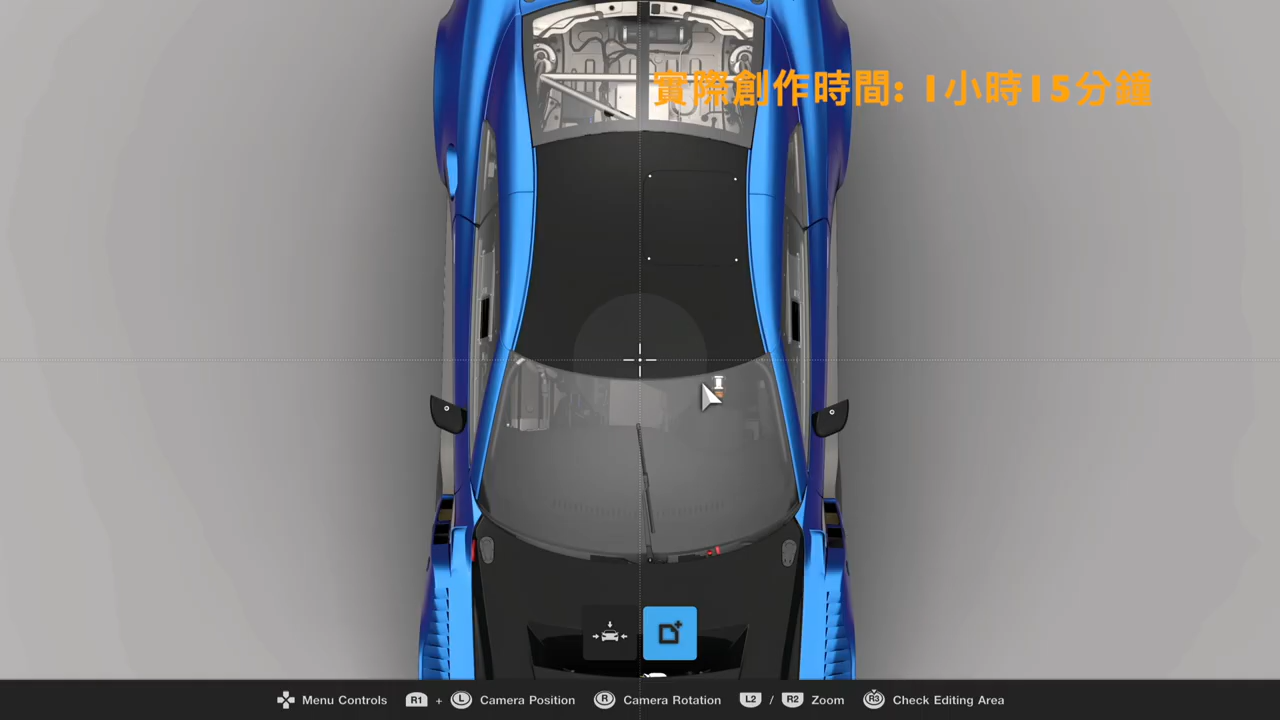 實際創作時間: 1小時15分鐘
Menu Controls R1 + L Camera Position R Camera Rotation L2 / R2 Zoom R3 Check Editing Area